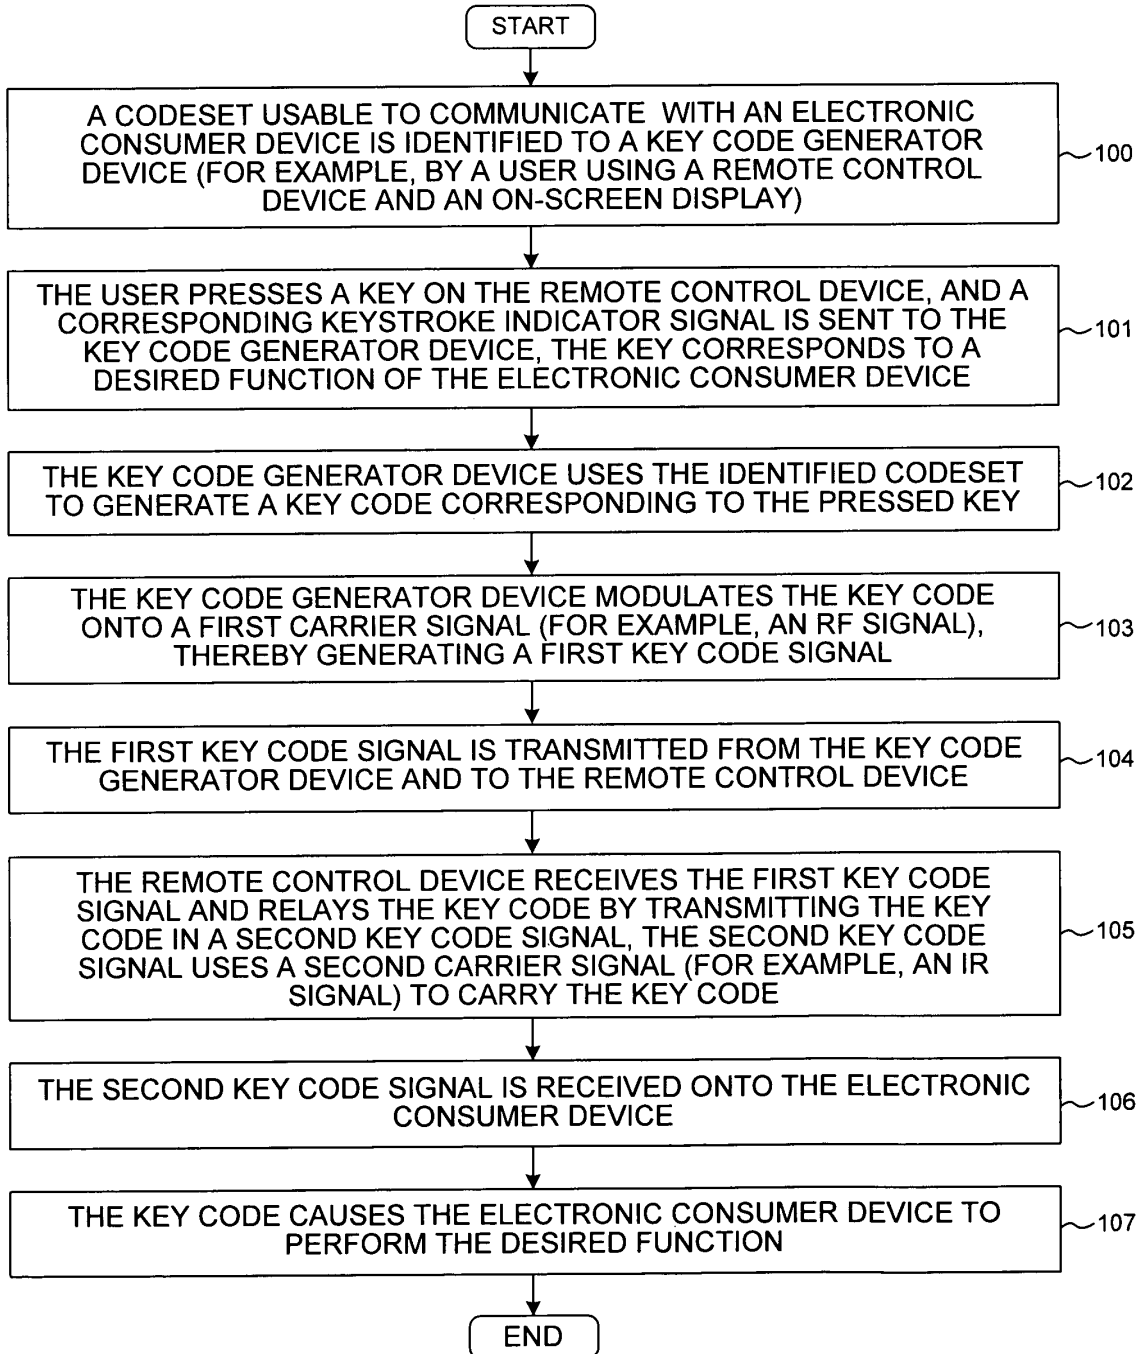 START
A CODESET USABLE TO COMMUNICATE WITH AN ELECTRONIC
CONSUMER DEVICE IS IDENTIFIED TO A KEY CODE GENERATOR
DEVICE (FOR EXAMPLE, BY A USER USING A REMOTE CONTROL
DEVICE AND AN ON-SCREEN DISPLAY)
100
THE USER PRESSES A KEY ON THE REMOTE CONTROL DEVICE, AND A
CORRESPONDING KEYSTROKE INDICATOR SIGNAL IS SENT TO THE
KEY CODE GENERATOR DEVICE, THE KEY CORRESPONDS TO A
DESIRED FUNCTION OF THE ELECTRONIC CONSUMER DEVICE
101
THE KEY CODE GENERATOR DEVICE USES THE IDENTIFIED CODESET
TO GENERATE A KEY CODE CORRESPONDING TO THE PRESSED KEY
102
THE KEY CODE GENERATOR DEVICE MODULATES THE KEY CODE
ONTO A FIRST CARRIER SIGNAL (FOR EXAMPLE, AN RF SIGNAL),
THEREBY GENERATING A FIRST KEY CODE SIGNAL
103
THE FIRST KEY CODE SIGNAL IS TRANSMITTED FROM THE KEY CODE
GENERATOR DEVICE AND TO THE REMOTE CONTROL DEVICE
104
THE REMOTE CONTROL DEVICE RECEIVES THE FIRST KEY CODE
SIGNAL AND RELAYS THE KEY CODE BY TRANSMITTING THE KEY
CODE IN A SECOND KEY CODE SIGNAL, THE SECOND KEY CODE
SIGNAL USES A SECOND CARRIER SIGNAL (FOR EXAMPLE, AN IR
SIGNAL) TO CARRY THE KEY CODE
105
THE SECOND KEY CODE SIGNAL IS RECEIVED ONTO THE ELECTRONIC
CONSUMER DEVICE
106
THE KEY CODE CAUSES THE ELECTRONIC CONSUMER DEVICE TO
PERFORM THE DESIRED FUNCTION
107
END